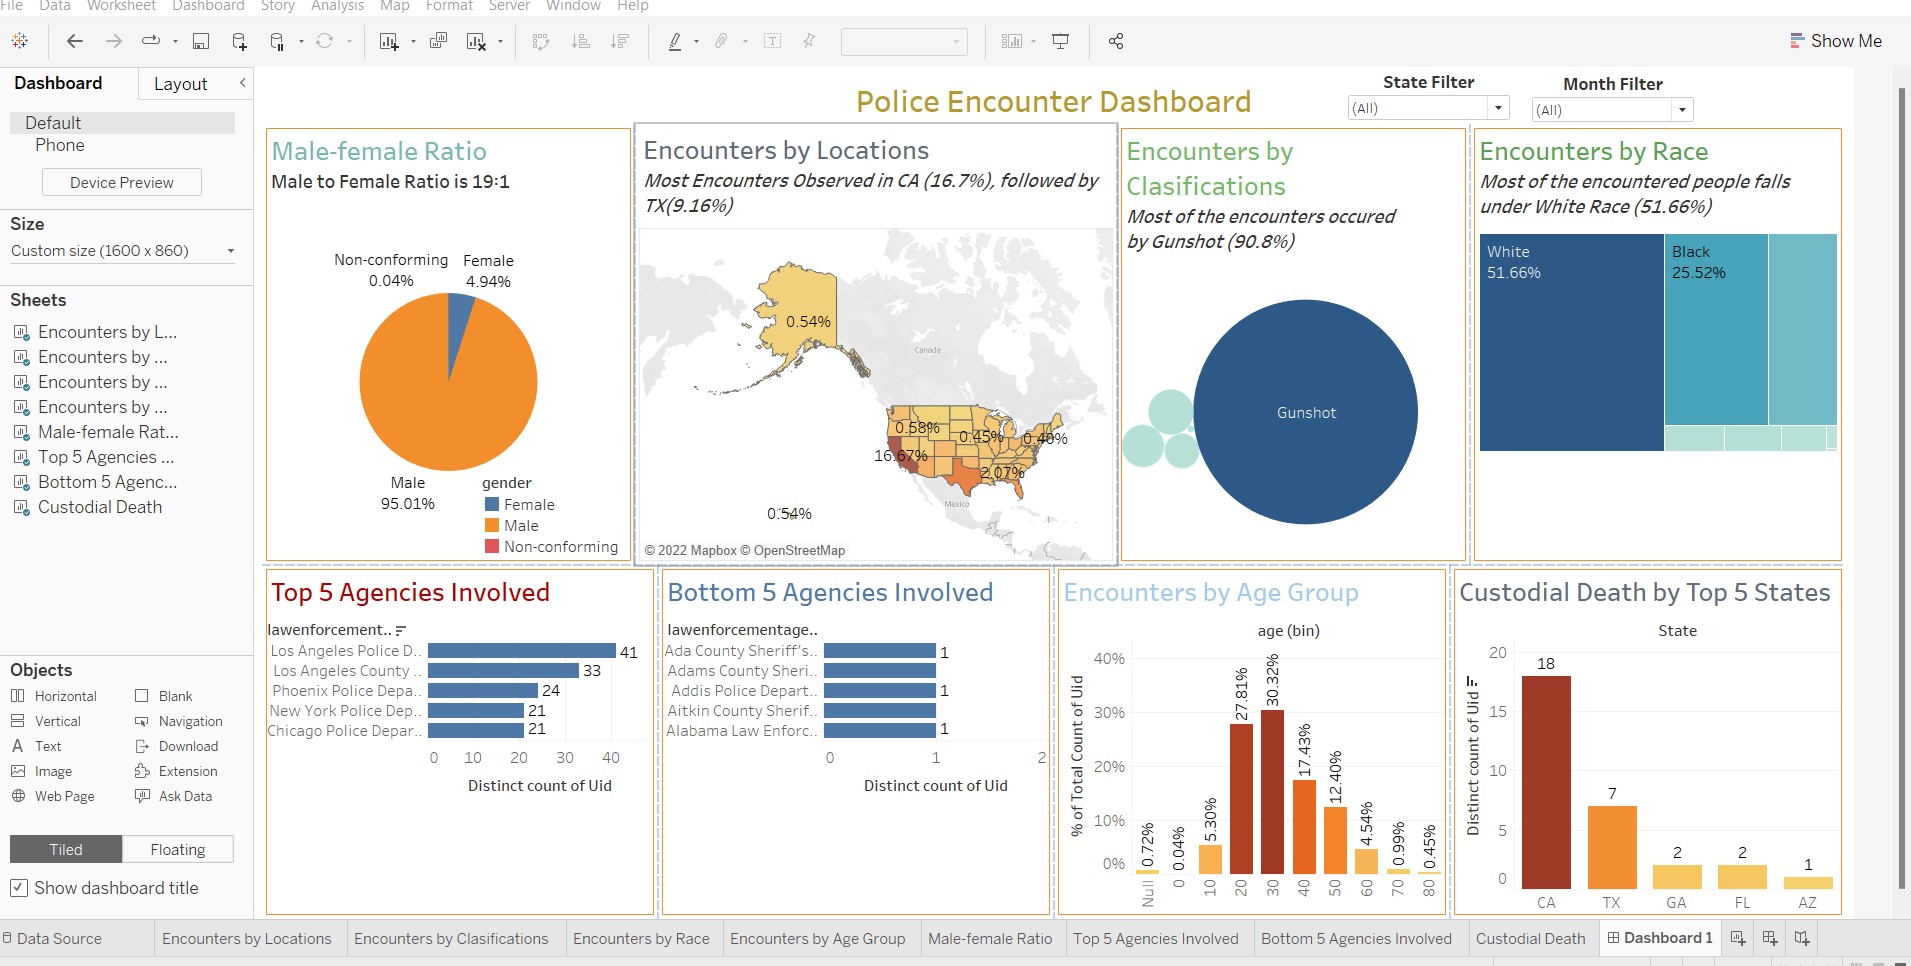 File Data Worksheet Dashboard Story Analysis Map Format Server Window Help
Show Me
Dashboard
Layout
Default
Phone
Device Preview
Size
Custom size (1600 x 860)
Sheets
Encounters by L...
Encounters by ...
Encounters by ...
Encounters by ...
Male-female Rat...
Top 5 Agencies ...
Bottom 5 Agenc...
Custodial Death
Objects
Horizontal
Blank
Vertical
Navigation
Text
Download
Image
Extension
Web Page
Ask Data
Tiled
Floating
Show dashboard title
Police Encounter Dashboard
State Filter
(All)
Month Filter
(All)
Male-female Ratio
Male to Female Ratio is 19:1
Non-conforming
0.04%
Female
4.94%
Male
95.01%
gender
Female
Male
Non-conforming
Encounters by Locations
Most Encounters Observed in CA (16.7%), followed by
TX(9.16%)
0.54%
Canada
0.58%
0.45%
0.40%
16.67%
2.07%
Mexico
0.54%
© 2022 Mapbox © OpenStreetMap
Encounters by
Clasifications
Most of the encounters occured
by Gunshot (90.8%)
Gunshot
Encounters by Race
Most of the encountered people falls
under White Race (51.66%)
White
51.66%
Black
25.52%
Top 5 Agencies Involved
lawenforcement..
Los Angeles Police D.. 41
Los Angeles County .. 33
Phoenix Police Depa.. 24
New York Police Dep.. 21
Chicago Police Depar.. 21
0 10 20 30 40
Distinct count of Uid
Bottom 5 Agencies Involved
lawenforcementage..
Ada County Sheriff's.. 1
Adams County Sheri..
Addis Police Depart.. 1
Aitkin County Sherif..
Alabama Law Enforc.. 1
0 1 2
Distinct count of Uid
Encounters by Age Group
age (bin)
% of Total Count of Uid
40%
30%
20%
10%
0%
0.72%
0.04%
5.30%
27.81%
30.32%
17.43%
12.40%
4.54%
0.99%
0.45%
Null 0 10 20 30 40 50 60 70 80
Custodial Death by Top 5 States
State
Distinct count of Uid
20
15
10
5
0
18
7
2
2
1
CA TX GA FL AZ
Data Source
Encounters by Locations
Encounters by Clasifications
Encounters by Race
Encounters by Age Group
Male-female Ratio
Top 5 Agencies Involved
Bottom 5 Agencies Involved
Custodial Death
Dashboard 1